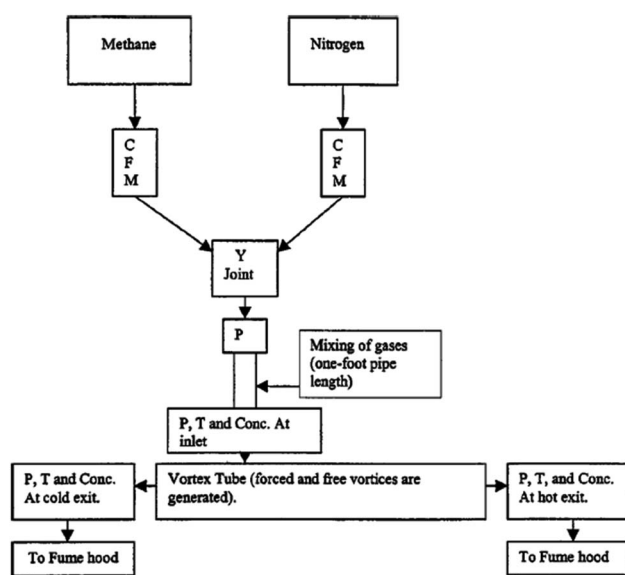 Methane
Nitrogen
C
F
M
C
F
M
Y
Joint
P
Mixing of gases
(one-foot pipe
length)
P, T and Conc. At
inlet
P, T and Conc.
At cold exit.
Vortex Tube (forced and free vortices are
generated).
P, T, and Conc.
At hot exit.
To Fume hood
To Fume hood